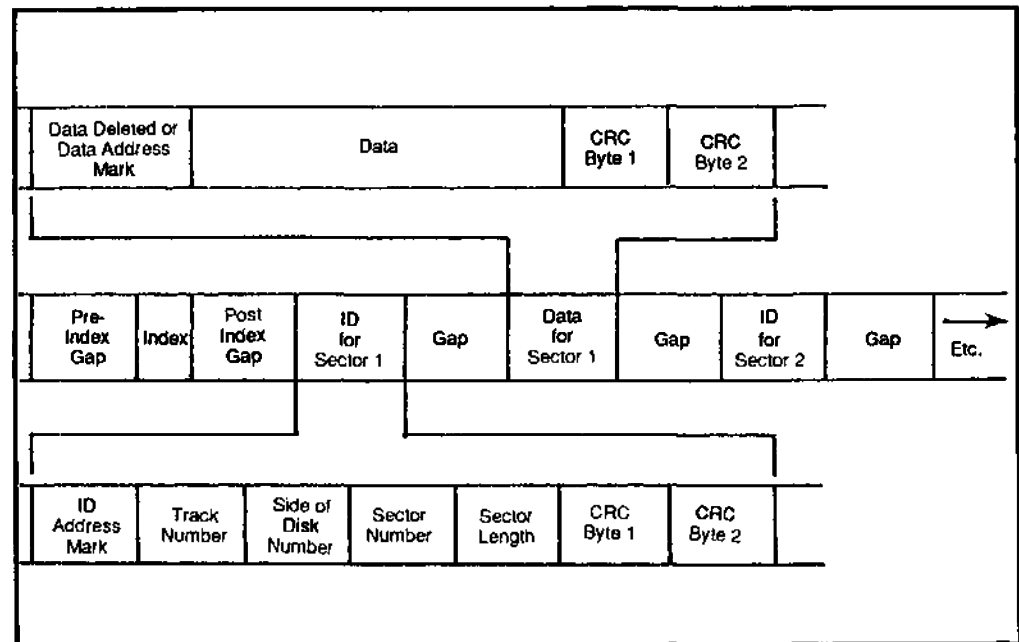 Data Deleted or
Data Address
Mark
Data
CRC
Byte 1
CRC
Byte 2
Pre-
Index
Gap
Index
Post
Index
Gap
ID
for
Sector 1
Gap
Data
for
Sector 1
Gap
ID
for
Sector 2
Gap
Etc.
ID
Address
Mark
Track
Number
Side of
Disk
Number
Sector
Number
Sector
Length
CRC
Byte 1
CRC
Byte 2